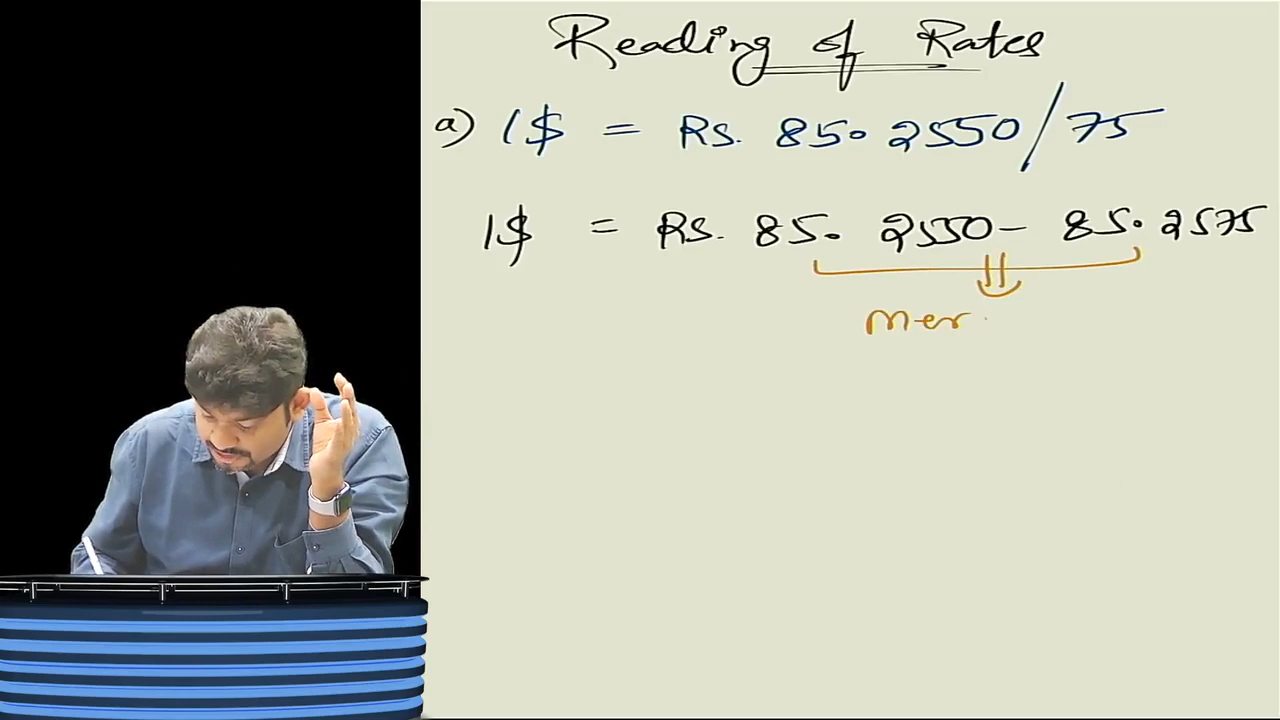 Reading of Rates
a) 1$ = Rs. 85.2550/75
1$ = Rs. 85.2550 - 85.2575
Mer